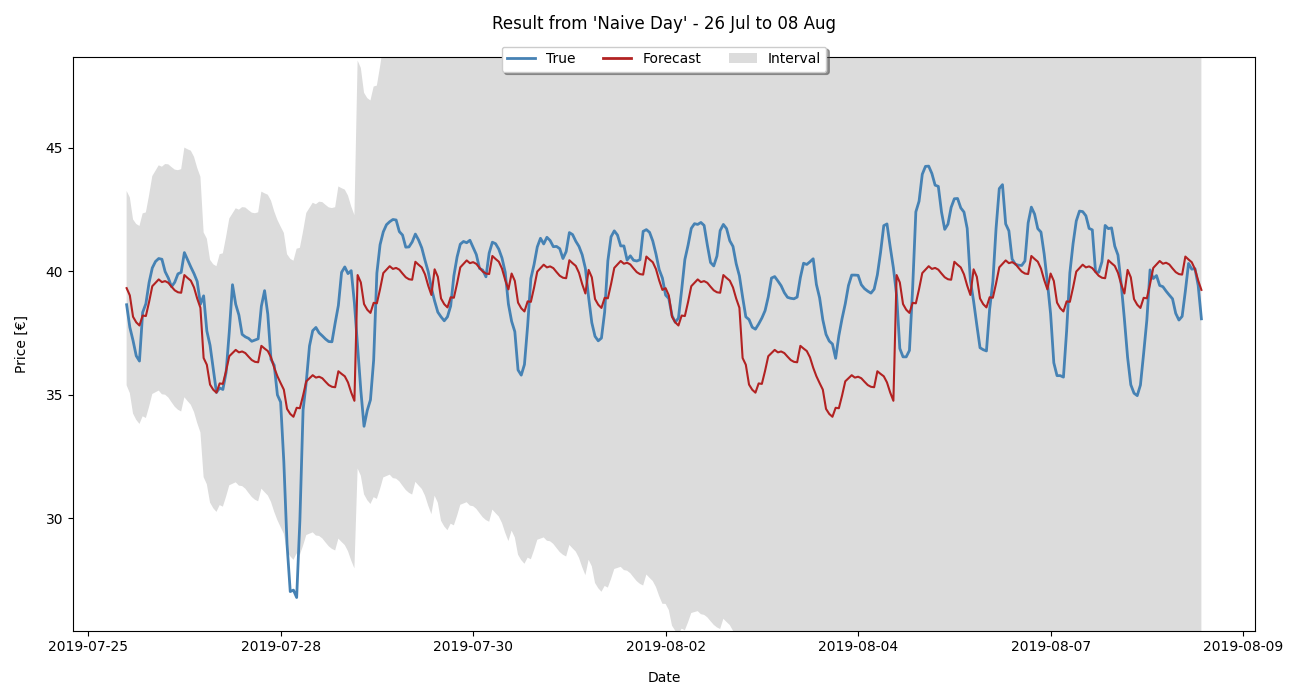 Result from 'Naive Day' - 26 Jul to 08 Aug
True Forecast Interval
Price [€]
45
40
35
30
2019-07-25 2019-07-28 2019-07-30 2019-08-02 2019-08-04 2019-08-07 2019-08-09
Date